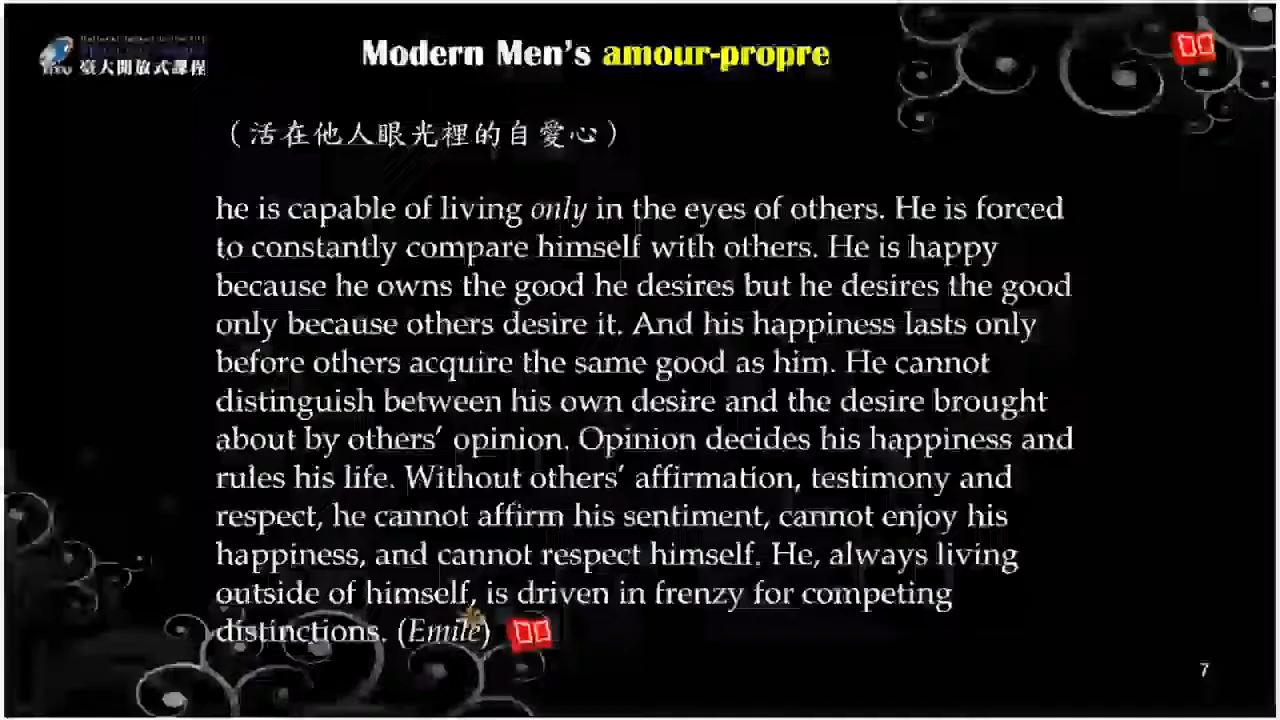 臺大開放式課程
Modern Men's amour-propre
（活在他人眼光裡的自愛心）
he is capable of living only in the eyes of others. He is forced
to constantly compare himself with others. He is happy
because he owns the good he desires but he desires the good
only because others desire it. And his happiness lasts only
before others acquire the same good as him. He cannot
distinguish between his own desire and the desire brought
about by others' opinion. Opinion decides his happiness and
rules his life. Without others' affirmation, testimony and
respect, he cannot affirm his sentiment, cannot enjoy his
happiness, and cannot respect himself. He, always living
outside of himself, is driven in frenzy for competing
distinctions. (Emile)
7